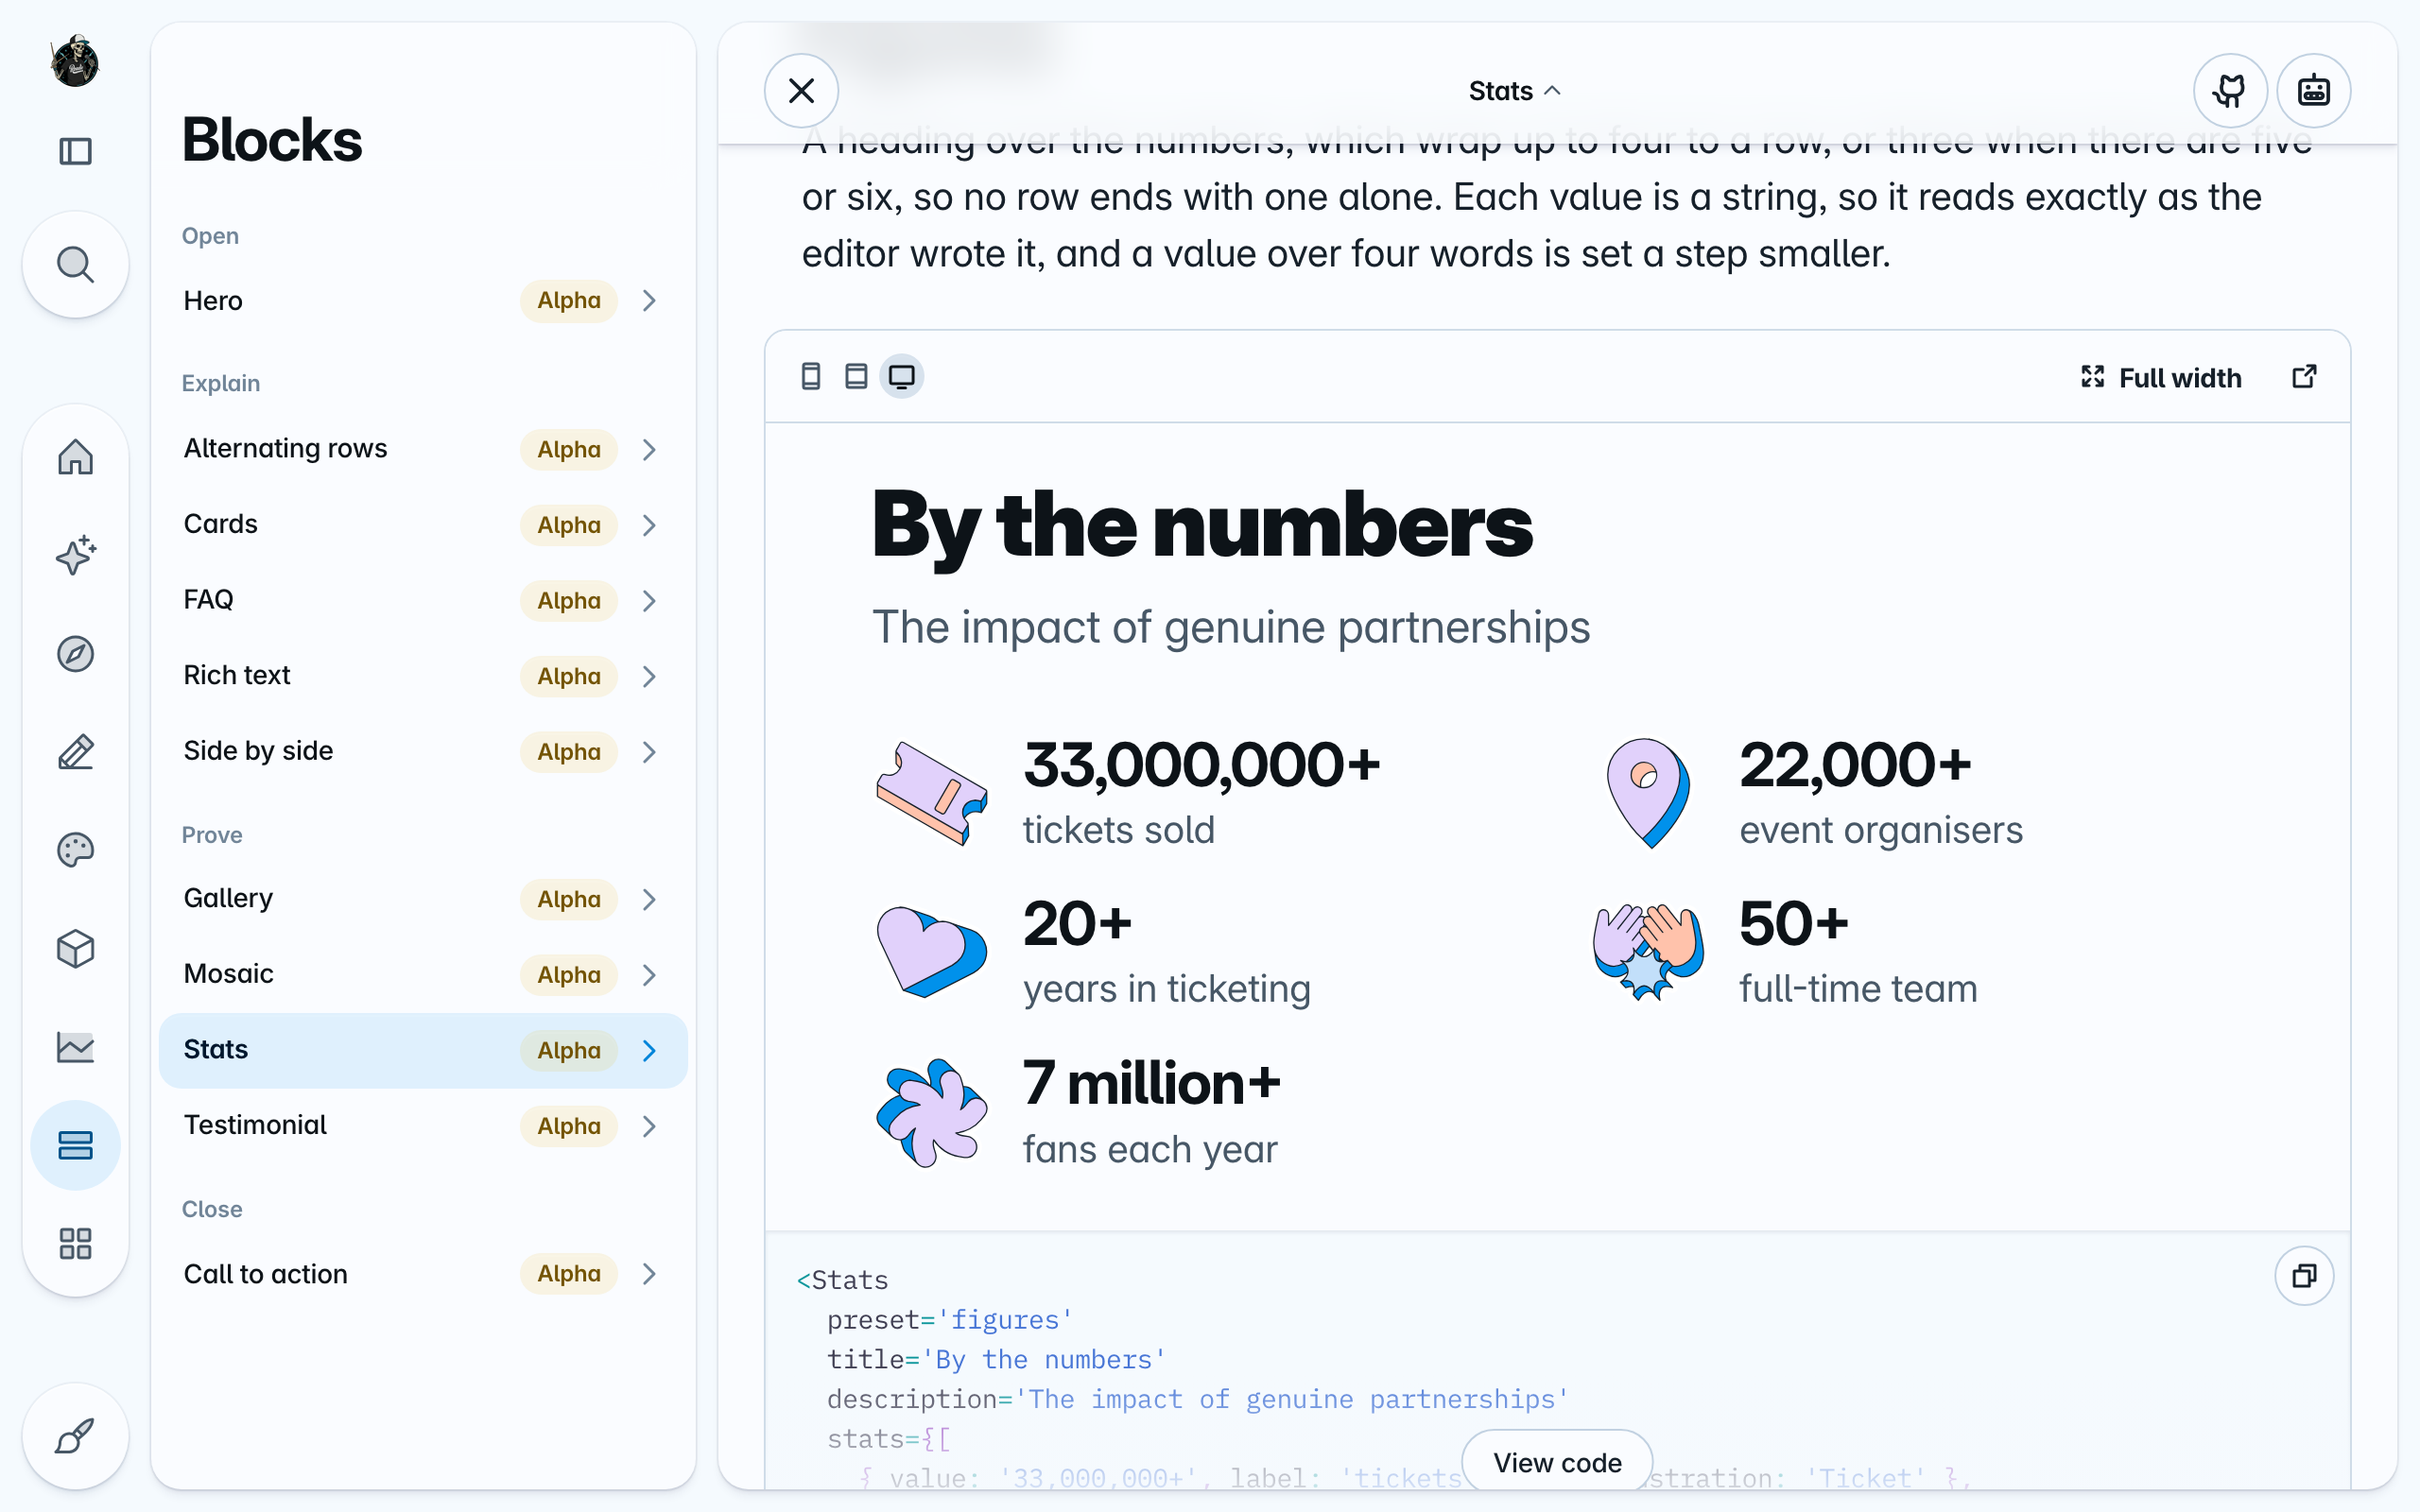 Blocks
Open
Hero Alpha
Explain
Alternating rows Alpha
Cards Alpha
FAQ Alpha
Rich text Alpha
Side by side Alpha
Prove
Gallery Alpha
Mosaic Alpha
Stats Alpha
Testimonial Alpha
Close
Call to action Alpha
Stats
A heading over the numbers, which wrap up to four to a row, or three when there are five
or six, so no row ends with one alone. Each value is a string, so it reads exactly as the
editor wrote it, and a value over four words is set a step smaller.
Full width
By the numbers
The impact of genuine partnerships
33,000,000+
tickets sold
22,000+
event organisers
20+
years in ticketing
50+
full-time team
7 million+
fans each year
<Stats
preset='figures'
title='By the numbers'
description='The impact of genuine partnerships'
stats={[
{ value: '33,000,000+', label: 'tickets stration: 'Ticket' },
View code